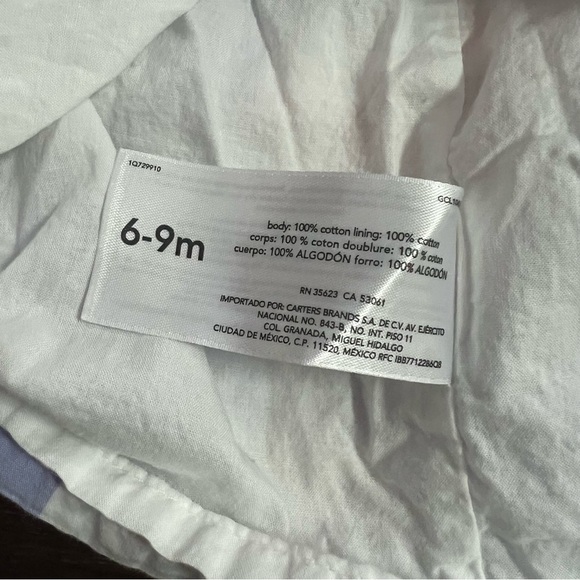 1Q729910
6-9m
body: 100% cotton lining: 100% cotton
corps: 100 % coton doublure: 100 % coton
cuerpo: 100% ALGODÓN forro: 100% ALGODÓN
RN 35623 CA 53061
IMPORTADO POR: CARTERS BRANDS S.A. DE C.V. AV. EJÉRCITO
NACIONAL NO. 843-B, NO. INT. PISO 11
COL. GRANADA, MIGUEL HIDALGO
CIUDAD DE MÉXICO, C.P. 11520, MÉXICO RFC IBB7712286Q8